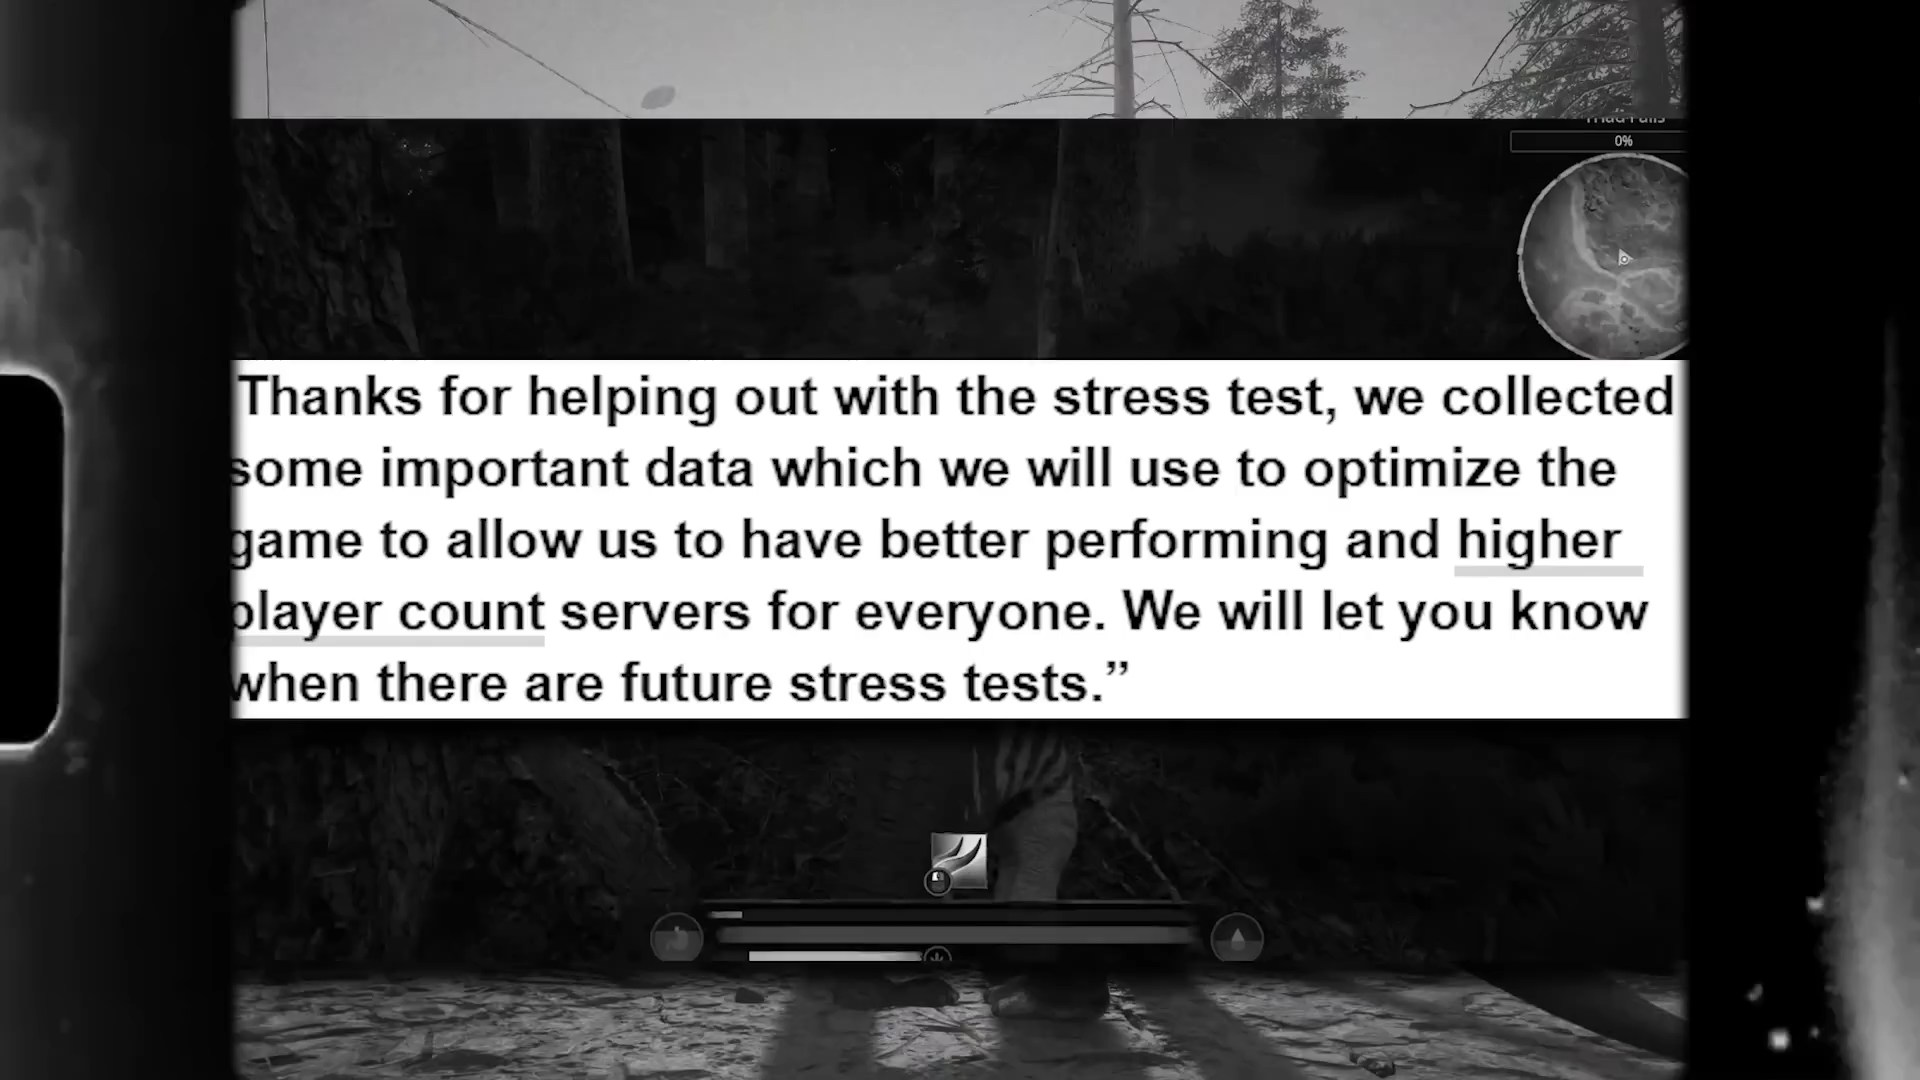 0%
Thanks for helping out with the stress test, we collected
some important data which we will use to optimize the
game to allow us to have better performing and higher
player count servers for everyone. We will let you know
when there are future stress tests.”